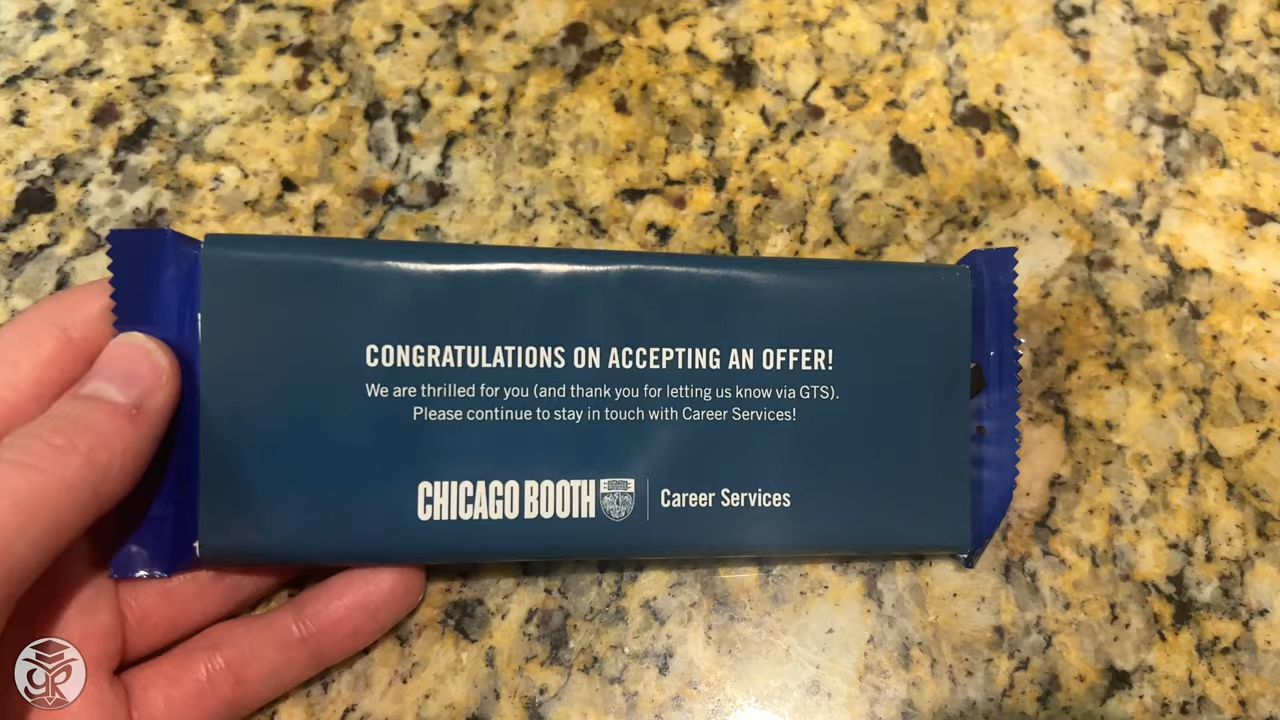 CONGRATULATIONS ON ACCEPTING AN OFFER!
We are thrilled for you (and thank you for letting us know via GTS).
Please continue to stay in touch with Career Services!
CHICAGO BOOTH Career Services